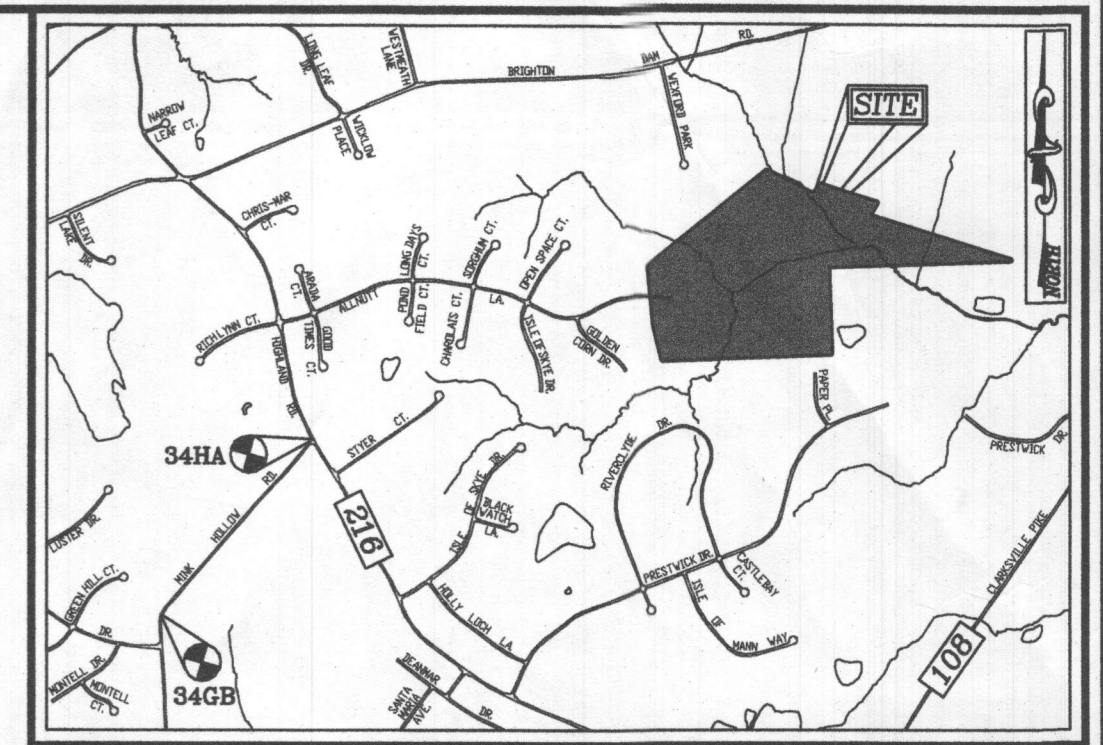 LONG LEAF
DR.
WESTMEATH
LANE
BRIGHTON
DAM
RD.
NARROW
LEAF CT.
WICKLOW
PLACE
WEXFORD PARK
SITE
NORTH
SILENT
LAKE
DR.
CHRIS-MAR
CT.
ARADIA
CT.
ALLNUTT
LA.
LONG DAYS
CT.
POND
FIELD CT.
SORGHUM CT.
CHAROLAIS CT.
OPEN SPACE CT.
RICHLYNN CT.
GOOD
TIMES CT.
HIGHLAND
RD.
ISLE OF SKYE DR.
GOLDEN
CORN DR.
PAPER PL.
PRESTWICK
DR.
34HA
STYER CT.
MINK
HOLLOW
RD.
216
ISLE
OF
SKYE DR.
BLACK
WATCH
LA.
RIVERCLYDE
DR.
LUSTER DR.
GREEN HILL CT.
DR.
MONTELL DR.
MONTELL
CT.
34GB
HOLLY LOCH LA.
PRESTWICK DR.
CASTLEBAY
CT.
ISLE
OF
MANN WAY
DEANMAR
DR.
SANTA
MARIA
AVE.
CLARKSVILLE PIKE
108